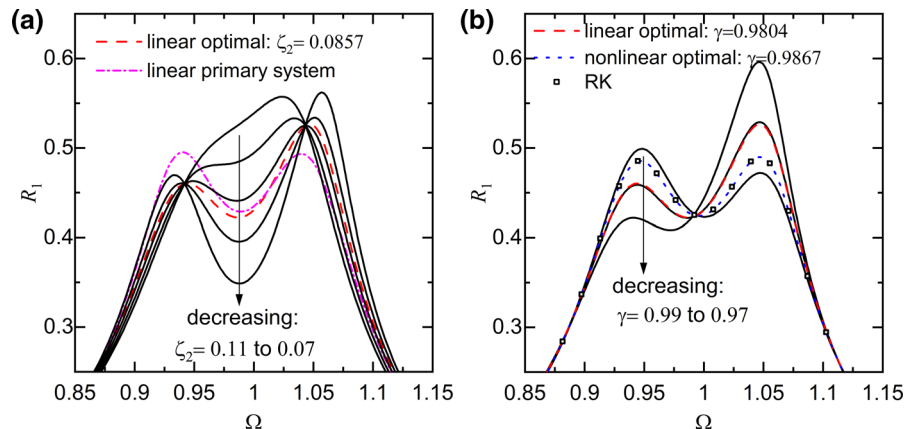 (a)
0.6
0.5
0.4
0.3
R1
linear optimal: ζ2= 0.0857
linear primary system
decreasing:
ζ2= 0.11 to 0.07
0.85 0.9 0.95 1 1.05 1.1 1.15
Ω
(b)
0.6
0.5
0.4
0.3
R1
linear optimal: γ=0.9804
nonlinear optimal: γ=0.9867
RK
decreasing:
γ= 0.99 to 0.97
0.85 0.9 0.95 1 1.05 1.1 1.15
Ω